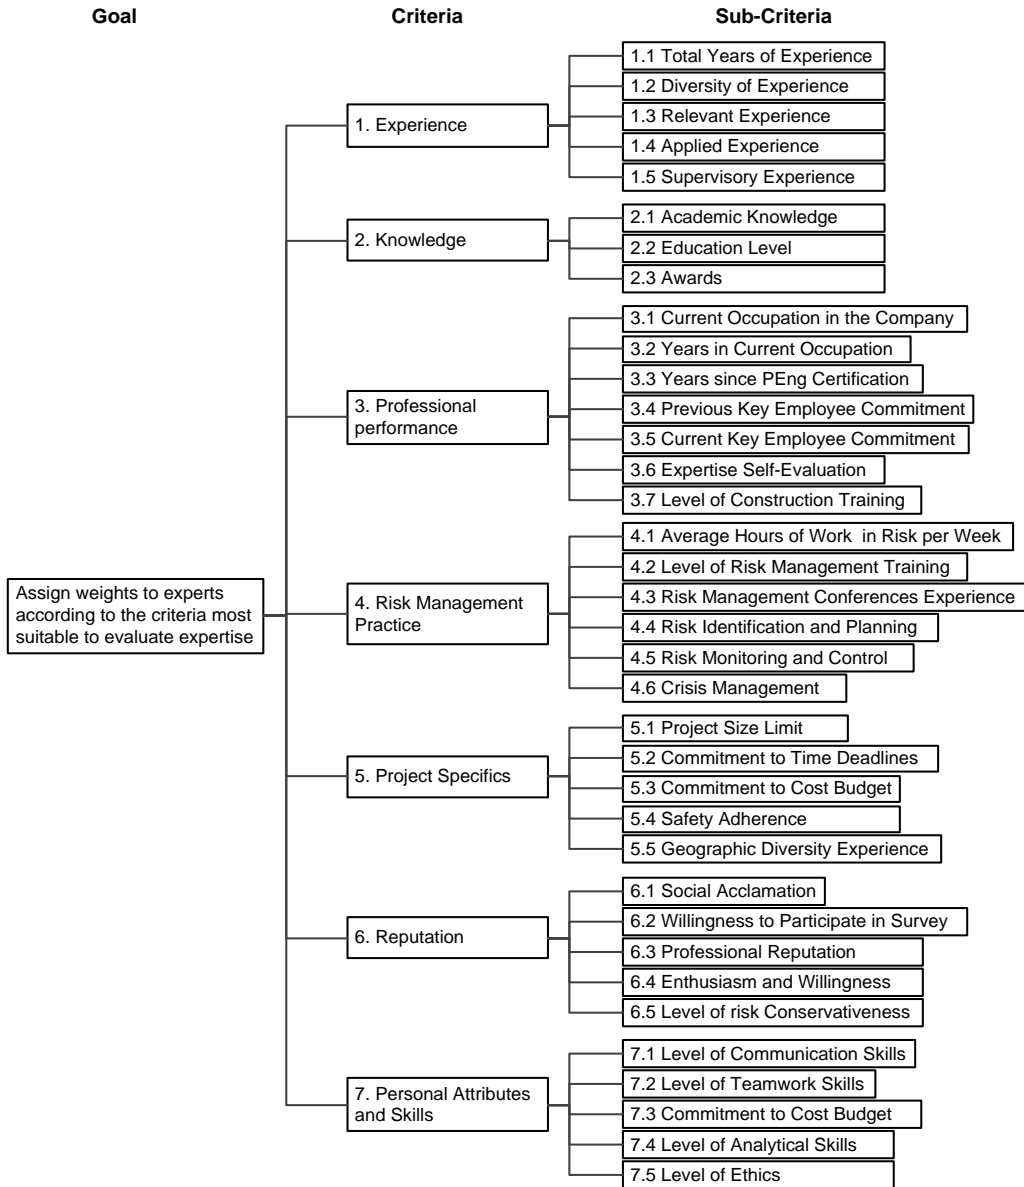 Goal
Criteria
Sub-Criteria
Assign weights to experts
according to the criteria most
suitable to evaluate expertise
1. Experience
1.1 Total Years of Experience
1.2 Diversity of Experience
1.3 Relevant Experience
1.4 Applied Experience
1.5 Supervisory Experience
2. Knowledge
2.1 Academic Knowledge
2.2 Education Level
2.3 Awards
3. Professional
performance
3.1 Current Occupation in the Company
3.2 Years in Current Occupation
3.3 Years since PEng Certification
3.4 Previous Key Employee Commitment
3.5 Current Key Employee Commitment
3.6 Expertise Self-Evaluation
3.7 Level of Construction Training
4. Risk Management
Practice
4.1 Average Hours of Work in Risk per Week
4.2 Level of Risk Management Training
4.3 Risk Management Conferences Experience
4.4 Risk Identification and Planning
4.5 Risk Monitoring and Control
4.6 Crisis Management
5. Project Specifics
5.1 Project Size Limit
5.2 Commitment to Time Deadlines
5.3 Commitment to Cost Budget
5.4 Safety Adherence
5.5 Geographic Diversity Experience
6. Reputation
6.1 Social Acclamation
6.2 Willingness to Participate in Survey
6.3 Professional Reputation
6.4 Enthusiasm and Willingness
6.5 Level of risk Conservativeness
7. Personal Attributes
and Skills
7.1 Level of Communication Skills
7.2 Level of Teamwork Skills
7.3 Commitment to Cost Budget
7.4 Level of Analytical Skills
7.5 Level of Ethics